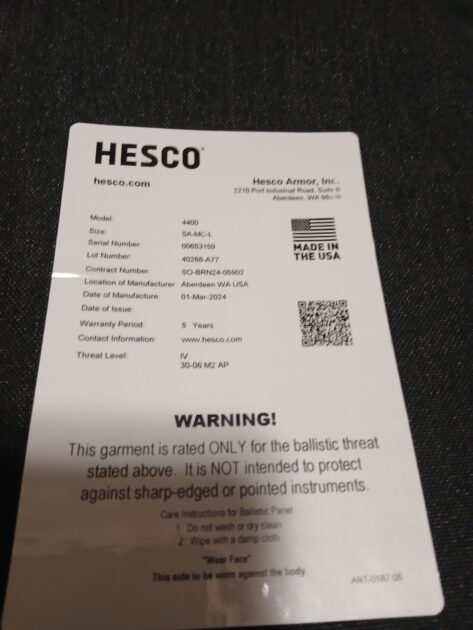 HESCO
hesco.com
Hesco Armor, Inc.
2210 Port Industrial Road, Suite B
Aberdeen, WA
Model: 4400
Size: SA-MC-L
Serial Number: 00653159
Lot Number: 40268-A77
Contract Number: SO-BRN24-05902
Location of Manufacturer: Aberdeen WA USA
Date of Manufacture: 01-Mar-2024
Date of Issue:
Warranty Period: 5 Years
Contact Information: www.hesco.com
Threat Level: IV
30-06 M2 AP
MADE IN
THE USA
WARNING!
This garment is rated ONLY for the ballistic threat
stated above. It is NOT intended to protect
against sharp-edged or pointed instruments.
Care Instructions for Ballistic Panel
1 Do not wash or dry clean
2 Wipe with a damp cloth
"Wear Face"
This side to be worn against the body.
ART-0187 05